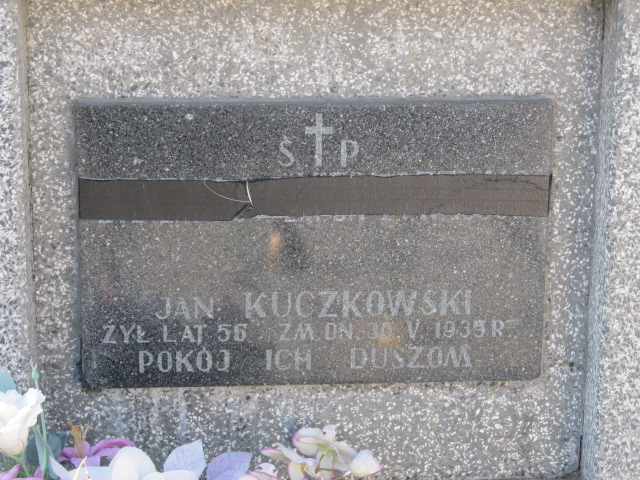 Ś P
JAN KUCZKOWSKI
ŻYŁ LAT 56 ZM. DN. 30 V. 1935 R
POKÓJ ICH DUSZOM